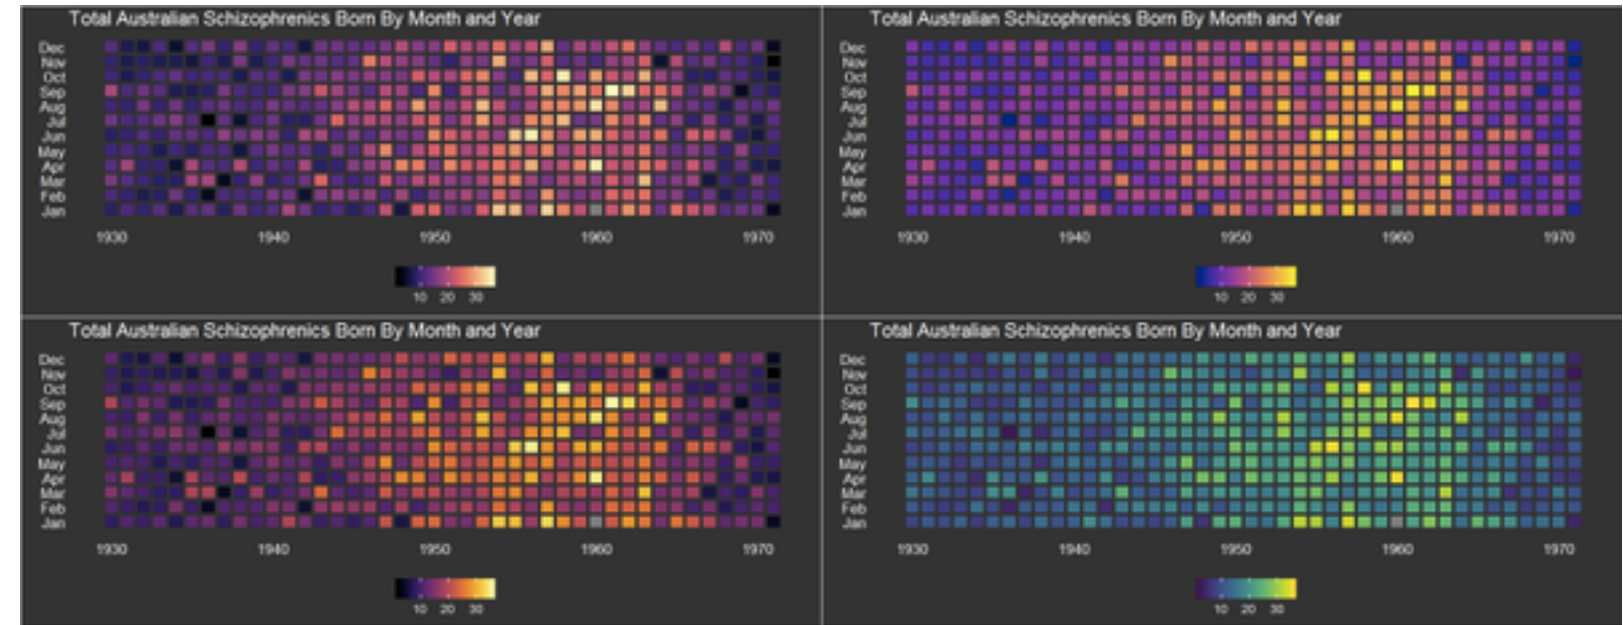 Total Australian Schizophrenics Born By Month and Year
Dec
Nov
Oct
Sep
Aug
Jul
Jun
May
Apr
Mar
Feb
Jan
1930 1940 1950 1960 1970
10 20 30
Total Australian Schizophrenics Born By Month and Year
Dec
Nov
Oct
Sep
Aug
Jul
Jun
May
Apr
Mar
Feb
Jan
1930 1940 1950 1960 1970
10 20 30
Total Australian Schizophrenics Born By Month and Year
Dec
Nov
Oct
Sep
Aug
Jul
Jun
May
Apr
Mar
Feb
Jan
1930 1940 1950 1960 1970
10 20 30
Total Australian Schizophrenics Born By Month and Year
Dec
Nov
Oct
Sep
Aug
Jul
Jun
May
Apr
Mar
Feb
Jan
1930 1940 1950 1960 1970
10 20 30